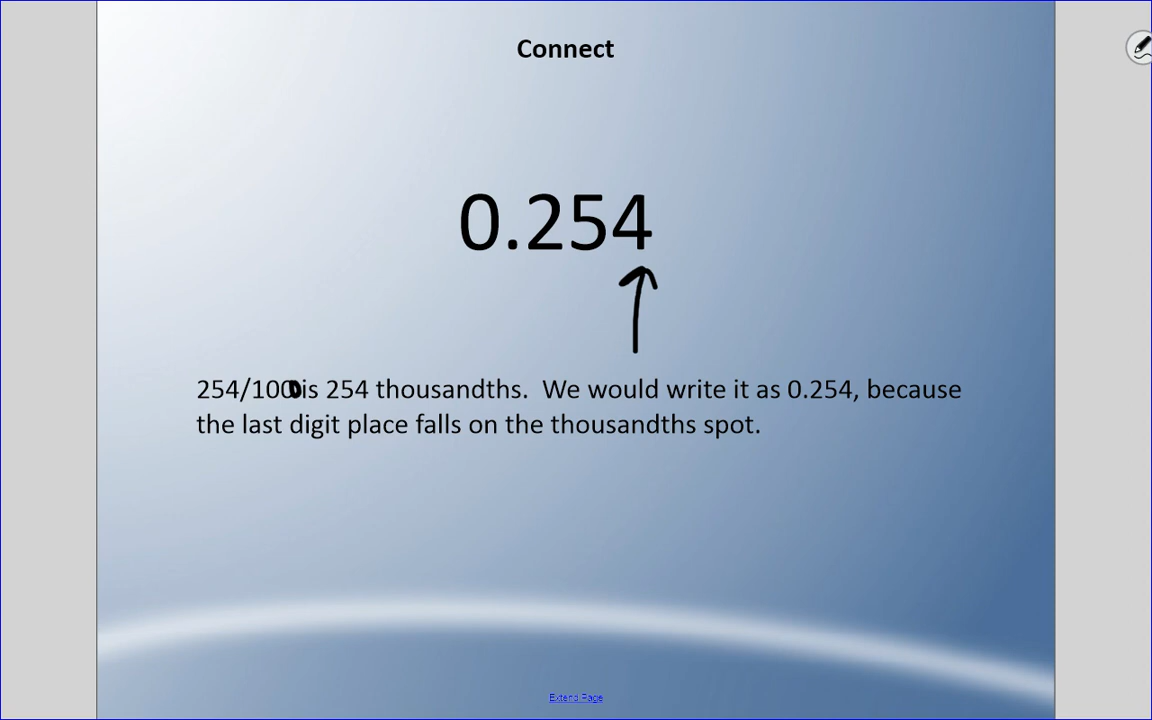 Connect
0.254
254/1000 is 254 thousandths. We would write it as 0.254, because
the last digit place falls on the thousandths spot.
Extend Page